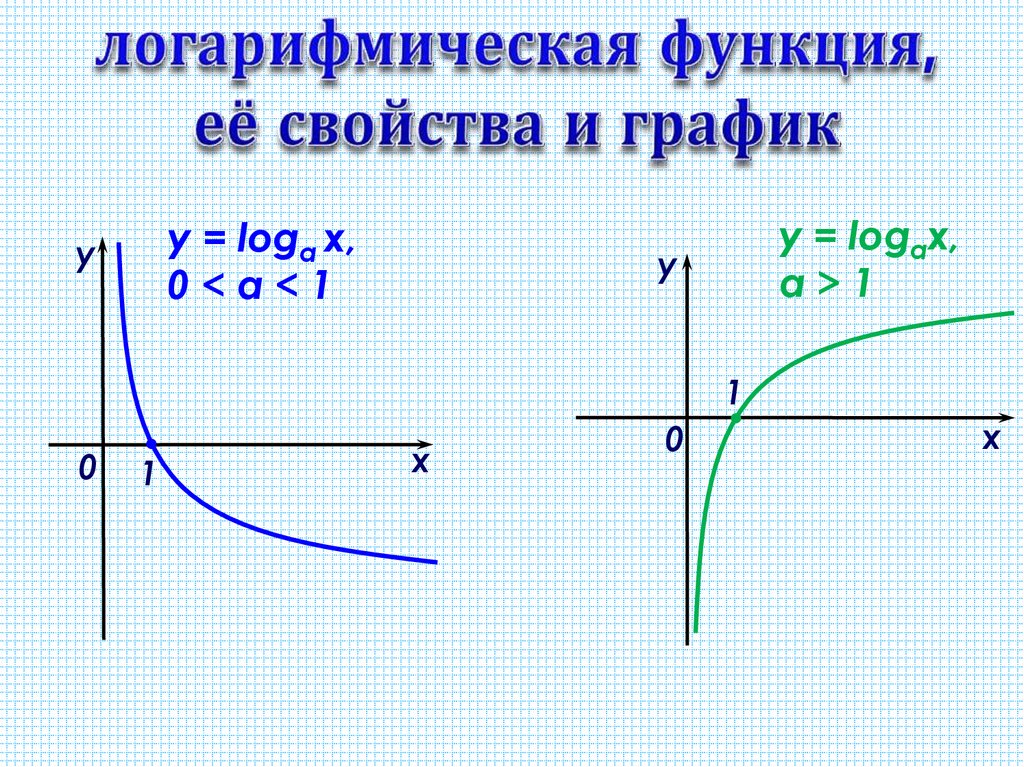 логарифмическая функция,
её свойства и график
y = logₐ x,
0 < a < 1
y
0
1
x
y = logₐx,
a > 1
y
1
0
x